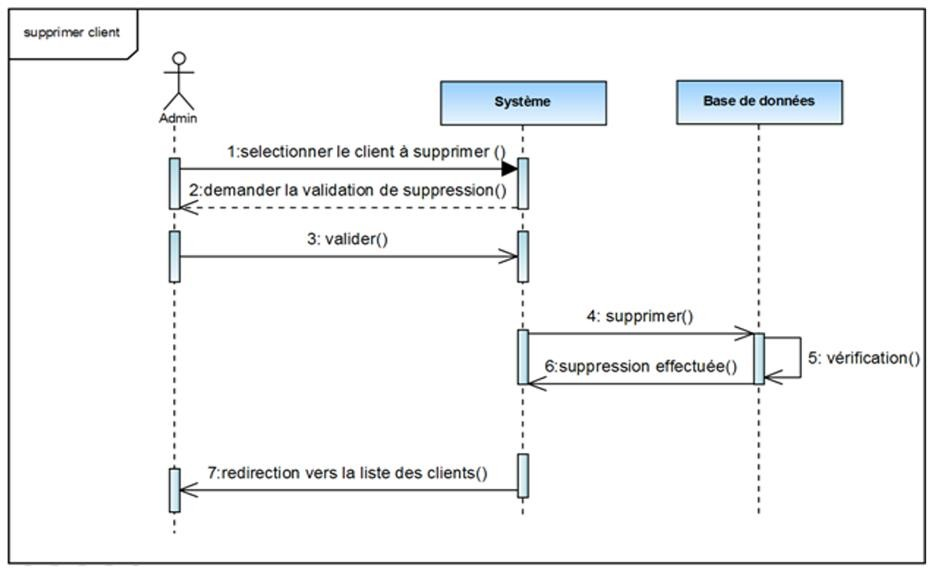 supprimer client
Admin
Système
Base de données
1:selectionner le client à supprimer ()
2:demander la validation de suppression()
3: valider()
4: supprimer()
5: vérification()
6:suppression effectuée()
7:redirection vers la liste des clients()